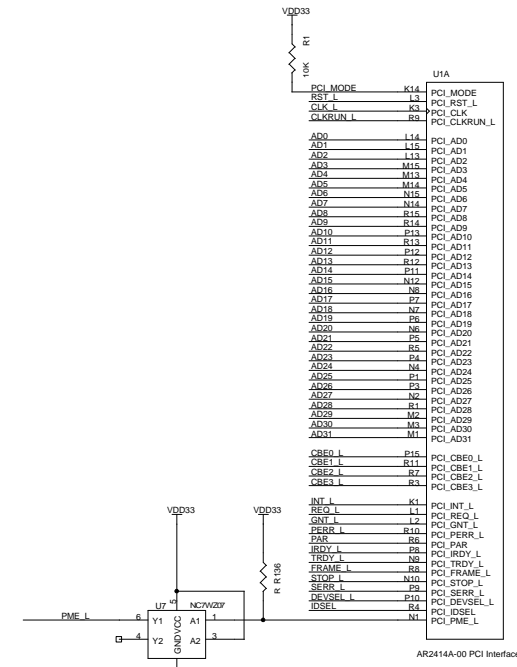 VDD33
R1
10K
U1A
PCI_MODE K14 PCI_MODE
RST_L L3 PCI_RST_L
CLK_L K3 PCI_CLK
CLKRUN_L R9 PCI_CLKRUN_L
AD0 L14 PCI_AD0
AD1 L15 PCI_AD1
AD2 L13 PCI_AD2
AD3 M15 PCI_AD3
AD4 M13 PCI_AD4
AD5 M14 PCI_AD5
AD6 N15 PCI_AD6
AD7 N14 PCI_AD7
AD8 R15 PCI_AD8
AD9 R14 PCI_AD9
AD10 P13 PCI_AD10
AD11 R13 PCI_AD11
AD12 P12 PCI_AD12
AD13 R12 PCI_AD13
AD14 P11 PCI_AD14
AD15 N12 PCI_AD15
AD16 N8 PCI_AD16
AD17 P7 PCI_AD17
AD18 N7 PCI_AD18
AD19 P6 PCI_AD19
AD20 N6 PCI_AD20
AD21 P5 PCI_AD21
AD22 R5 PCI_AD22
AD23 P4 PCI_AD23
AD24 N4 PCI_AD24
AD25 P1 PCI_AD25
AD26 P3 PCI_AD26
AD27 N2 PCI_AD27
AD28 R1 PCI_AD28
AD29 M2 PCI_AD29
AD30 M3 PCI_AD30
AD31 M1 PCI_AD31
CBE0_L P15 PCI_CBE0_L
CBE1_L R11 PCI_CBE1_L
CBE2_L R7 PCI_CBE2_L
CBE3_L R3 PCI_CBE3_L
INT_L K1 PCI_INT_L
REQ_L L1 PCI_REQ_L
GNT_L L2 PCI_GNT_L
PERR_L R10 PCI_PERR_L
PAR R6 PCI_PAR
IRDY_L P8 PCI_IRDY_L
TRDY_L N9 PCI_TRDY_L
FRAME_L R8 PCI_FRAME_L
STOP_L N10 PCI_STOP_L
SERR_L P9 PCI_SERR_L
DEVSEL_L P10 PCI_DEVSEL_L
IDSEL R4 PCI_IDSEL
N1 PCI_PME_L
VDD33
VDD33
R R136
U7 5 NC7WZ07
PME_L 6 Y1 A1 1
4 Y2 A2 3
GND VCC
AR2414A-00 PCI Interface